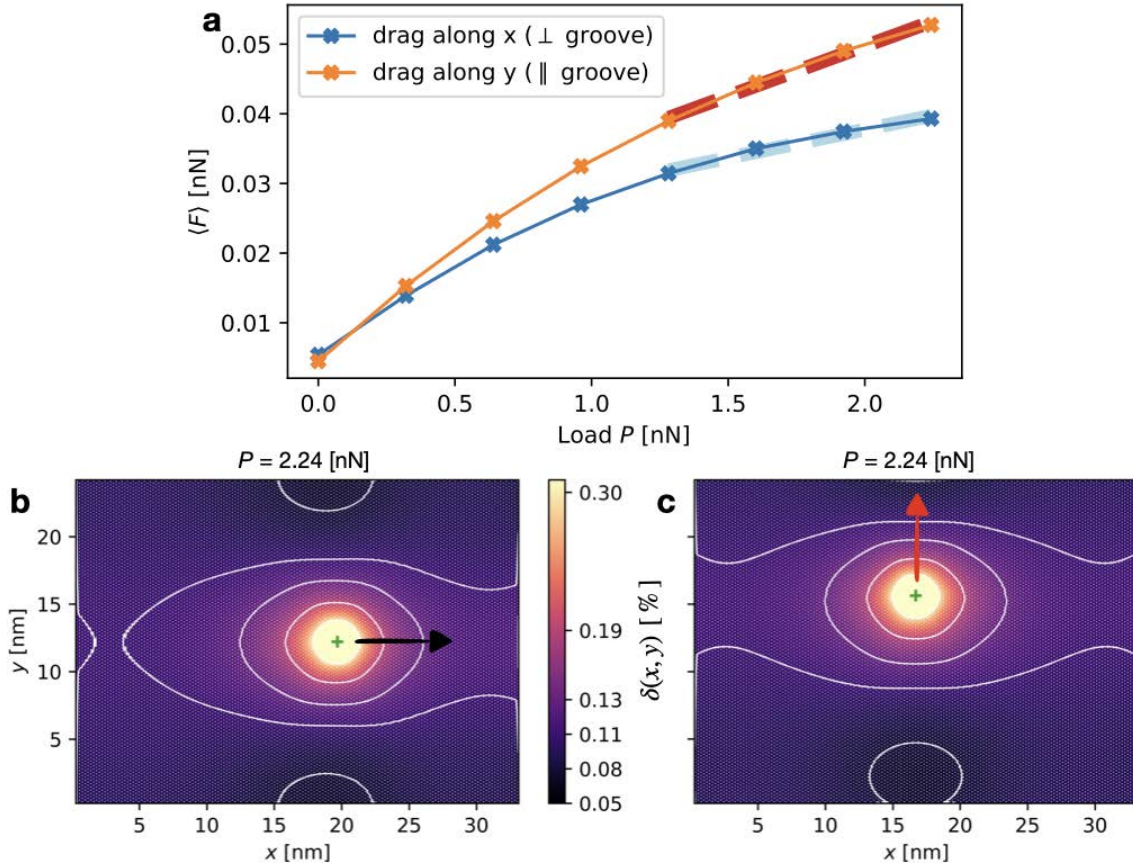 a
drag along x (⊥ groove)
drag along y (∥ groove)
0.05
0.04
0.03
0.02
0.01
⟨F⟩ [nN]
0.0 0.5 1.0 1.5 2.0
Load P [nN]
P = 2.24 [nN]
b
20
15
10
5
y [nm]
5 10 15 20 25 30
x [nm]
0.30
0.19
0.13
0.11
0.08
0.05
δ(x, y) [ % ]
P = 2.24 [nN]
c
5 10 15 20 25 30
x [nm]